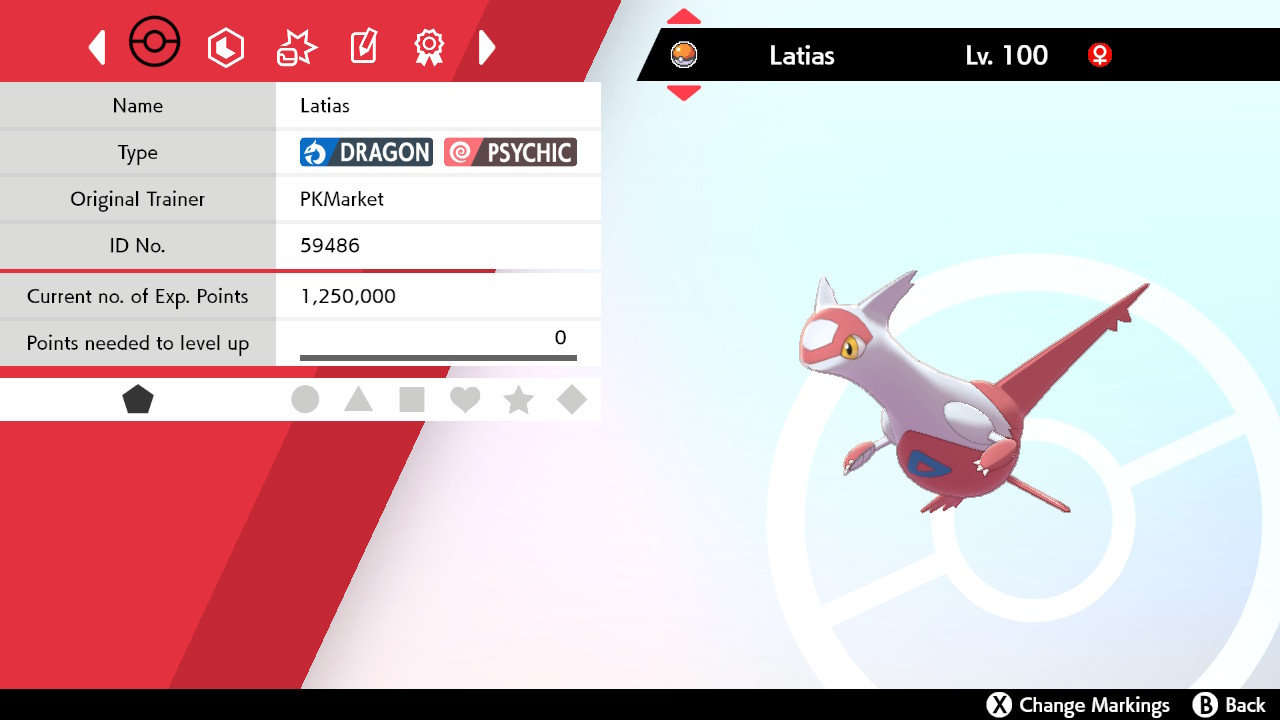 Latias Lv. 100
Name Latias
Type DRAGON PSYCHIC
Original Trainer PKMarket
ID No. 59486
Current no. of Exp. Points 1,250,000
Points needed to level up 0
X Change Markings B Back